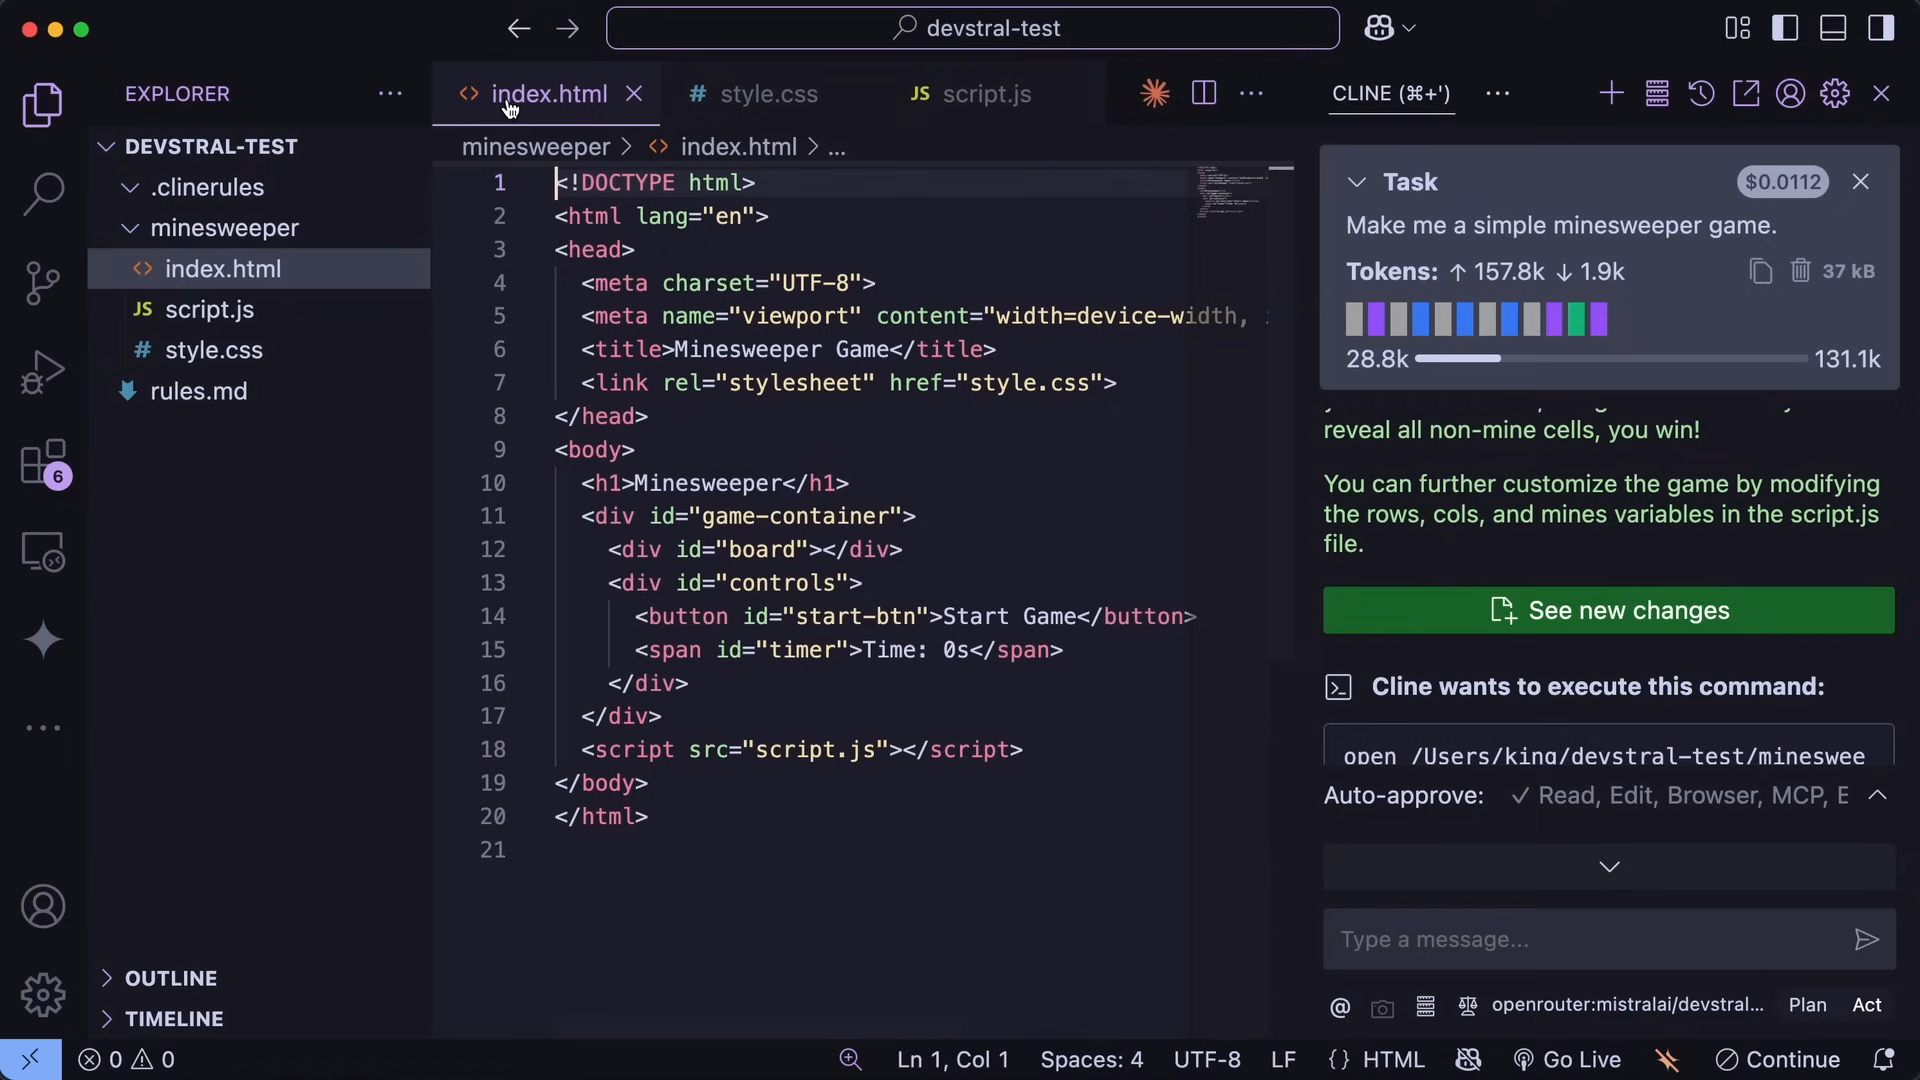 devstral-test
EXPLORER
DEVSTRAL-TEST
.clinerules
minesweeper
<> index.html
JS script.js
# style.css
rules.md
6
OUTLINE
TIMELINE
<> index.html
# style.css
JS script.js
minesweeper > <> index.html > ...
1 <!DOCTYPE html>
2 <html lang="en">
3 <head>
4 <meta charset="UTF-8">
5 <meta name="viewport" content="width=device-width,
6 <title>Minesweeper Game</title>
7 <link rel="stylesheet" href="style.css">
8 </head>
9 <body>
10 <h1>Minesweeper</h1>
11 <div id="game-container">
12 <div id="board"></div>
13 <div id="controls">
14 <button id="start-btn">Start Game</button>
15 <span id="timer">Time: 0s</span>
16 </div>
17 </div>
18 <script src="script.js"></script>
19 </body>
20 </html>
21
CLINE (⌘+')
Task $0.0112
Make me a simple minesweeper game.
Tokens: ↑ 157.8k ↓ 1.9k 37 kB
28.8k 131.1k
reveal all non-mine cells, you win!
You can further customize the game by modifying
the rows, cols, and mines variables in the script.js
file.
See new changes
Cline wants to execute this command:
open /Users/king/devstral-test/mineswee
Auto-approve: ✓ Read, Edit, Browser, MCP, E
Type a message...
@ openrouter:mistralai/devstral... Plan Act
0 0 Ln 1, Col 1 Spaces: 4 UTF-8 LF {} HTML Go Live Continue